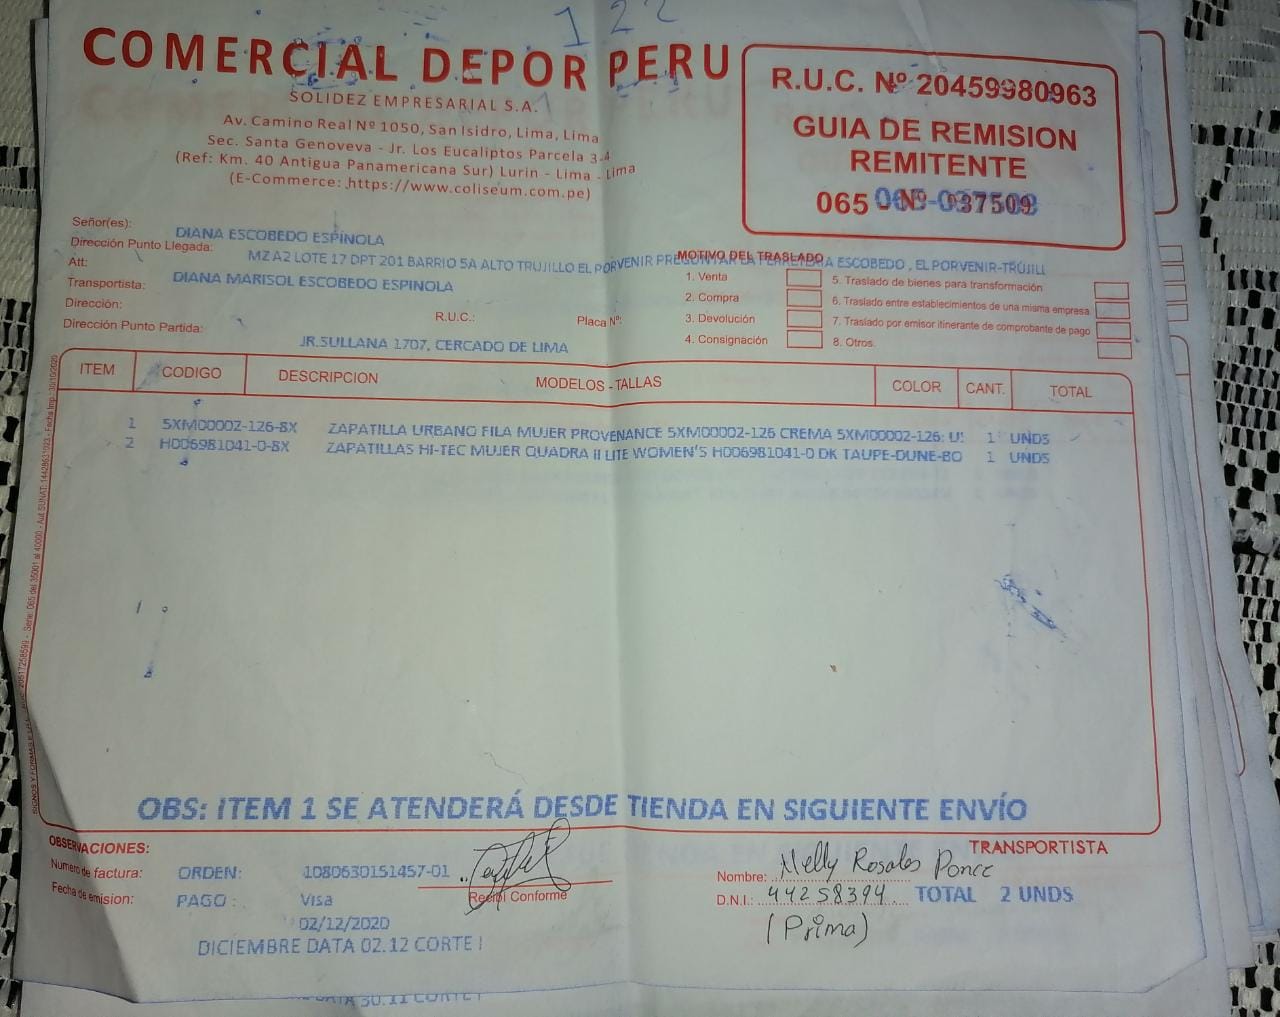 122
COMERCIAL DEPOR PERU
SOLIDEZ EMPRESARIAL S.A.
Av. Camino Real Nº 1050, San Isidro, Lima, Lima
Sec. Santa Genoveva - Jr. Los Eucaliptos Parcela 3-4
(Ref: Km. 40 Antigua Panamericana Sur) Lurin - Lima - Lima
(E-Commerce: https://www.coliseum.com.pe)
R.U.C. Nº 20459980963
GUIA DE REMISION
REMITENTE
065 - Nº 037509
Señor(es): DIANA ESCOBEDO ESPINOLA
Dirección Punto Llegada: MZ A2 LOTE 17 DPT 201 BARRIO 5A ALTO TRUJILLO EL PORVENIR PREGUNTAR LA FERRETERIA ESCOBEDO , EL PORVENIR-TRUJILL
Att:
Transportista: DIANA MARISOL ESCOBEDO ESPINOLA
Dirección: R.U.C.: Placa Nº:
Dirección Punto Partida: JR.SULLANA 1707, CERCADO DE LIMA
MOTIVO DEL TRASLADO
1. Venta
2. Compra
3. Devolución
4. Consignación
5. Traslado de bienes para transformación
6. Traslado entre establecimientos de una misma empresa
7. Traslado por emisor itinerante de comprobante de pago
8. Otros.
ITEM CODIGO DESCRIPCION MODELOS - TALLAS COLOR CANT. TOTAL
1 5XM00002-126-8X ZAPATILLA URBANO FILA MUJER PROVENANCE 5XM00002-126 CREMA 5XM00002-126: U: 1 UNDS
2 H006981041-0-8X ZAPATILLAS HI-TEC MUJER QUADRA II LITE WOMEN'S H006981041-0 DK TAUPE-DUNE-BO 1 UNDS
OBS: ITEM 1 SE ATENDERÁ DESDE TIENDA EN SIGUIENTE ENVÍO
OBSERVACIONES:
Numero de factura: ORDEN: 1080630151457-01
Fecha de emision: PAGO : Visa
02/12/2020
DICIEMBRE DATA 02.12 CORTE I
Recibi Conforme
TRANSPORTISTA
Nombre: Nelly Rosales Ponce
D.N.I.: 44258394 TOTAL 2 UNDS
(Prima)
DATA 30.11 CORTE I